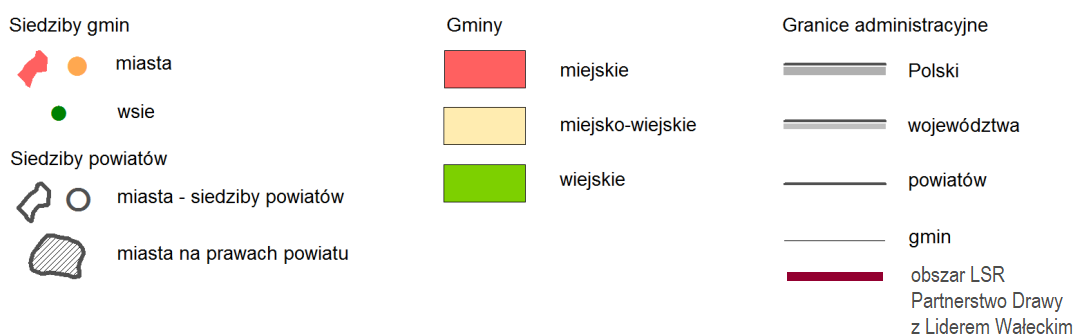 Siedziby gmin
miasta
wsie
Siedziby powiatów
miasta - siedziby powiatów
miasta na prawach powiatu
Gminy
miejskie
miejsko-wiejskie
wiejskie
Granice administracyjne
Polski
województwa
powiatów
gmin
obszar LSR
Partnerstwo Drawy
z Liderem Wałeckim